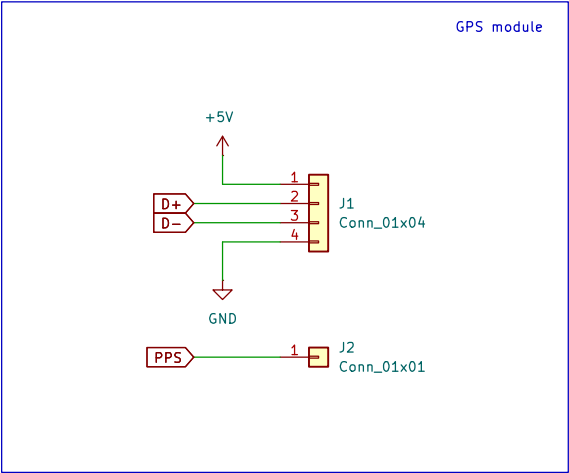 GPS module
+5V
1
D+
2
J1
D-
3
Conn_01x04
4
GND
PPS
1
J2
Conn_01x01